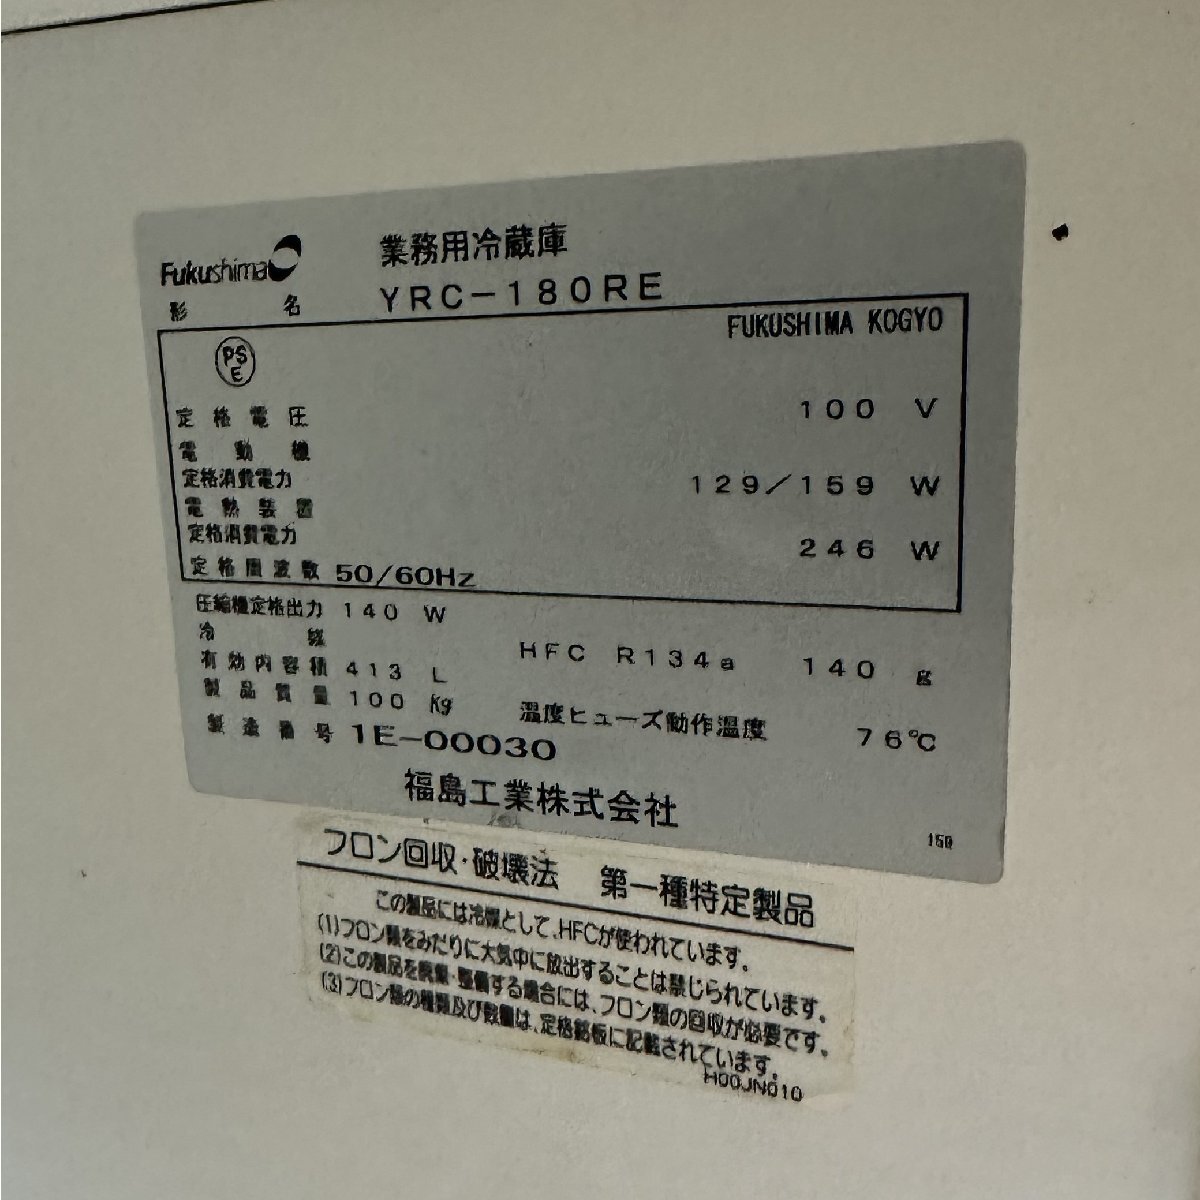 Fukushima
業務用冷蔵庫
形名 YRC-180RE
FUKUSHIMA KOGYO
PS
E
定格電圧 100 V
電動機
定格消費電力 129/159 W
電熱装置
定格消費電力 246 W
定格周波数 50/60Hz
圧縮機定格出力 140 W
冷媒 HFC R134a 140 g
有効内容積 413 L
製品質量 100 Kg
温度ヒューズ動作温度 76℃
製造番号 1E-00030
福島工業株式会社
150
フロン回収・破壊法 第一種特定製品
この製品には冷媒として、HFCが使われています。
(1)フロン類をみだりに大気中に放出することは禁じられています。
(2)この製品を廃棄・整備する場合には、フロン類の回収が必要です。
(3)フロン類の種類及び数量は、定格銘板に記載されています。
H00JN010